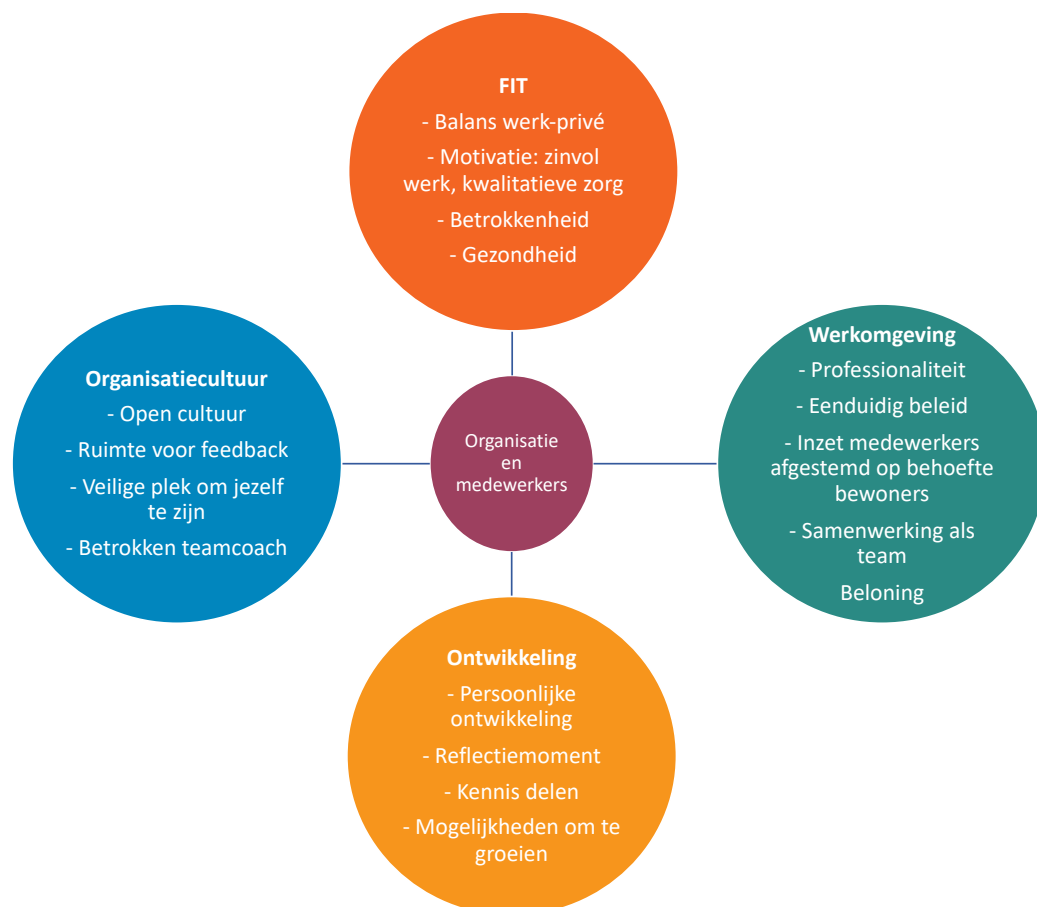 FIT
- Balans werk-privé
- Motivatie: zinvol
werk, kwalitatieve zorg
- Betrokkenheid
- Gezondheid
Organisatiecultuur
- Open cultuur
- Ruimte voor feedback
- Veilige plek om jezelf
te zijn
- Betrokken teamcoach
Organisatie
en
medewerkers
Werkomgeving
- Professionaliteit
- Eenduidig beleid
- Inzet medewerkers
afgestemd op behoefte
bewoners
- Samenwerking als
team
Beloning
Ontwikkeling
- Persoonlijke
ontwikkeling
- Reflectiemoment
- Kennis delen
- Mogelijkheden om te
groeien